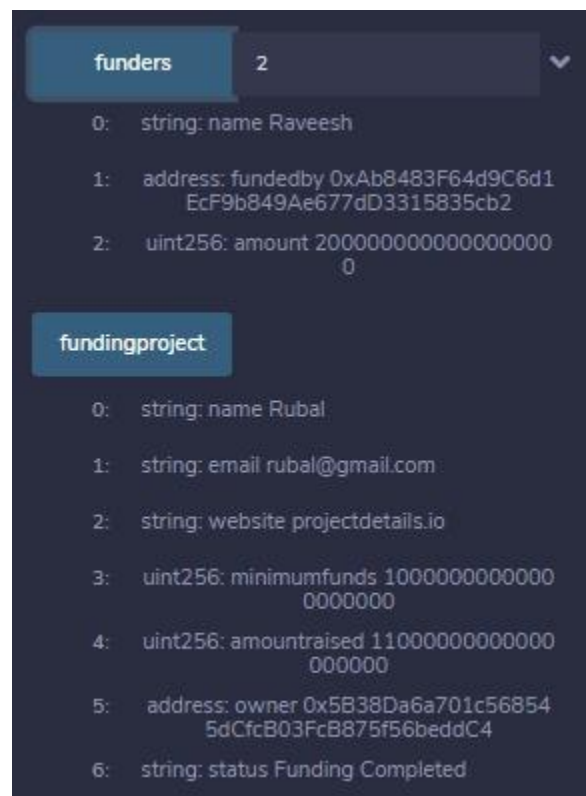 funders 2
0: string: name Raveesh
1: address: fundedby 0xAb8483F64d9C6d1
EcF9b849Ae677dD3315835cb2
2: uint256: amount 200000000000000000
0
fundingproject
0: string: name Rubal
1: string: email rubal@gmail.com
2: string: website projectdetails.io
3: uint256: minimumfunds 1000000000000
0000000
4: uint256: amountraised 11000000000000
000000
5: address: owner 0x5B38Da6a701c56854
5dCfcB03FcB875f56beddC4
6: string: status Funding Completed